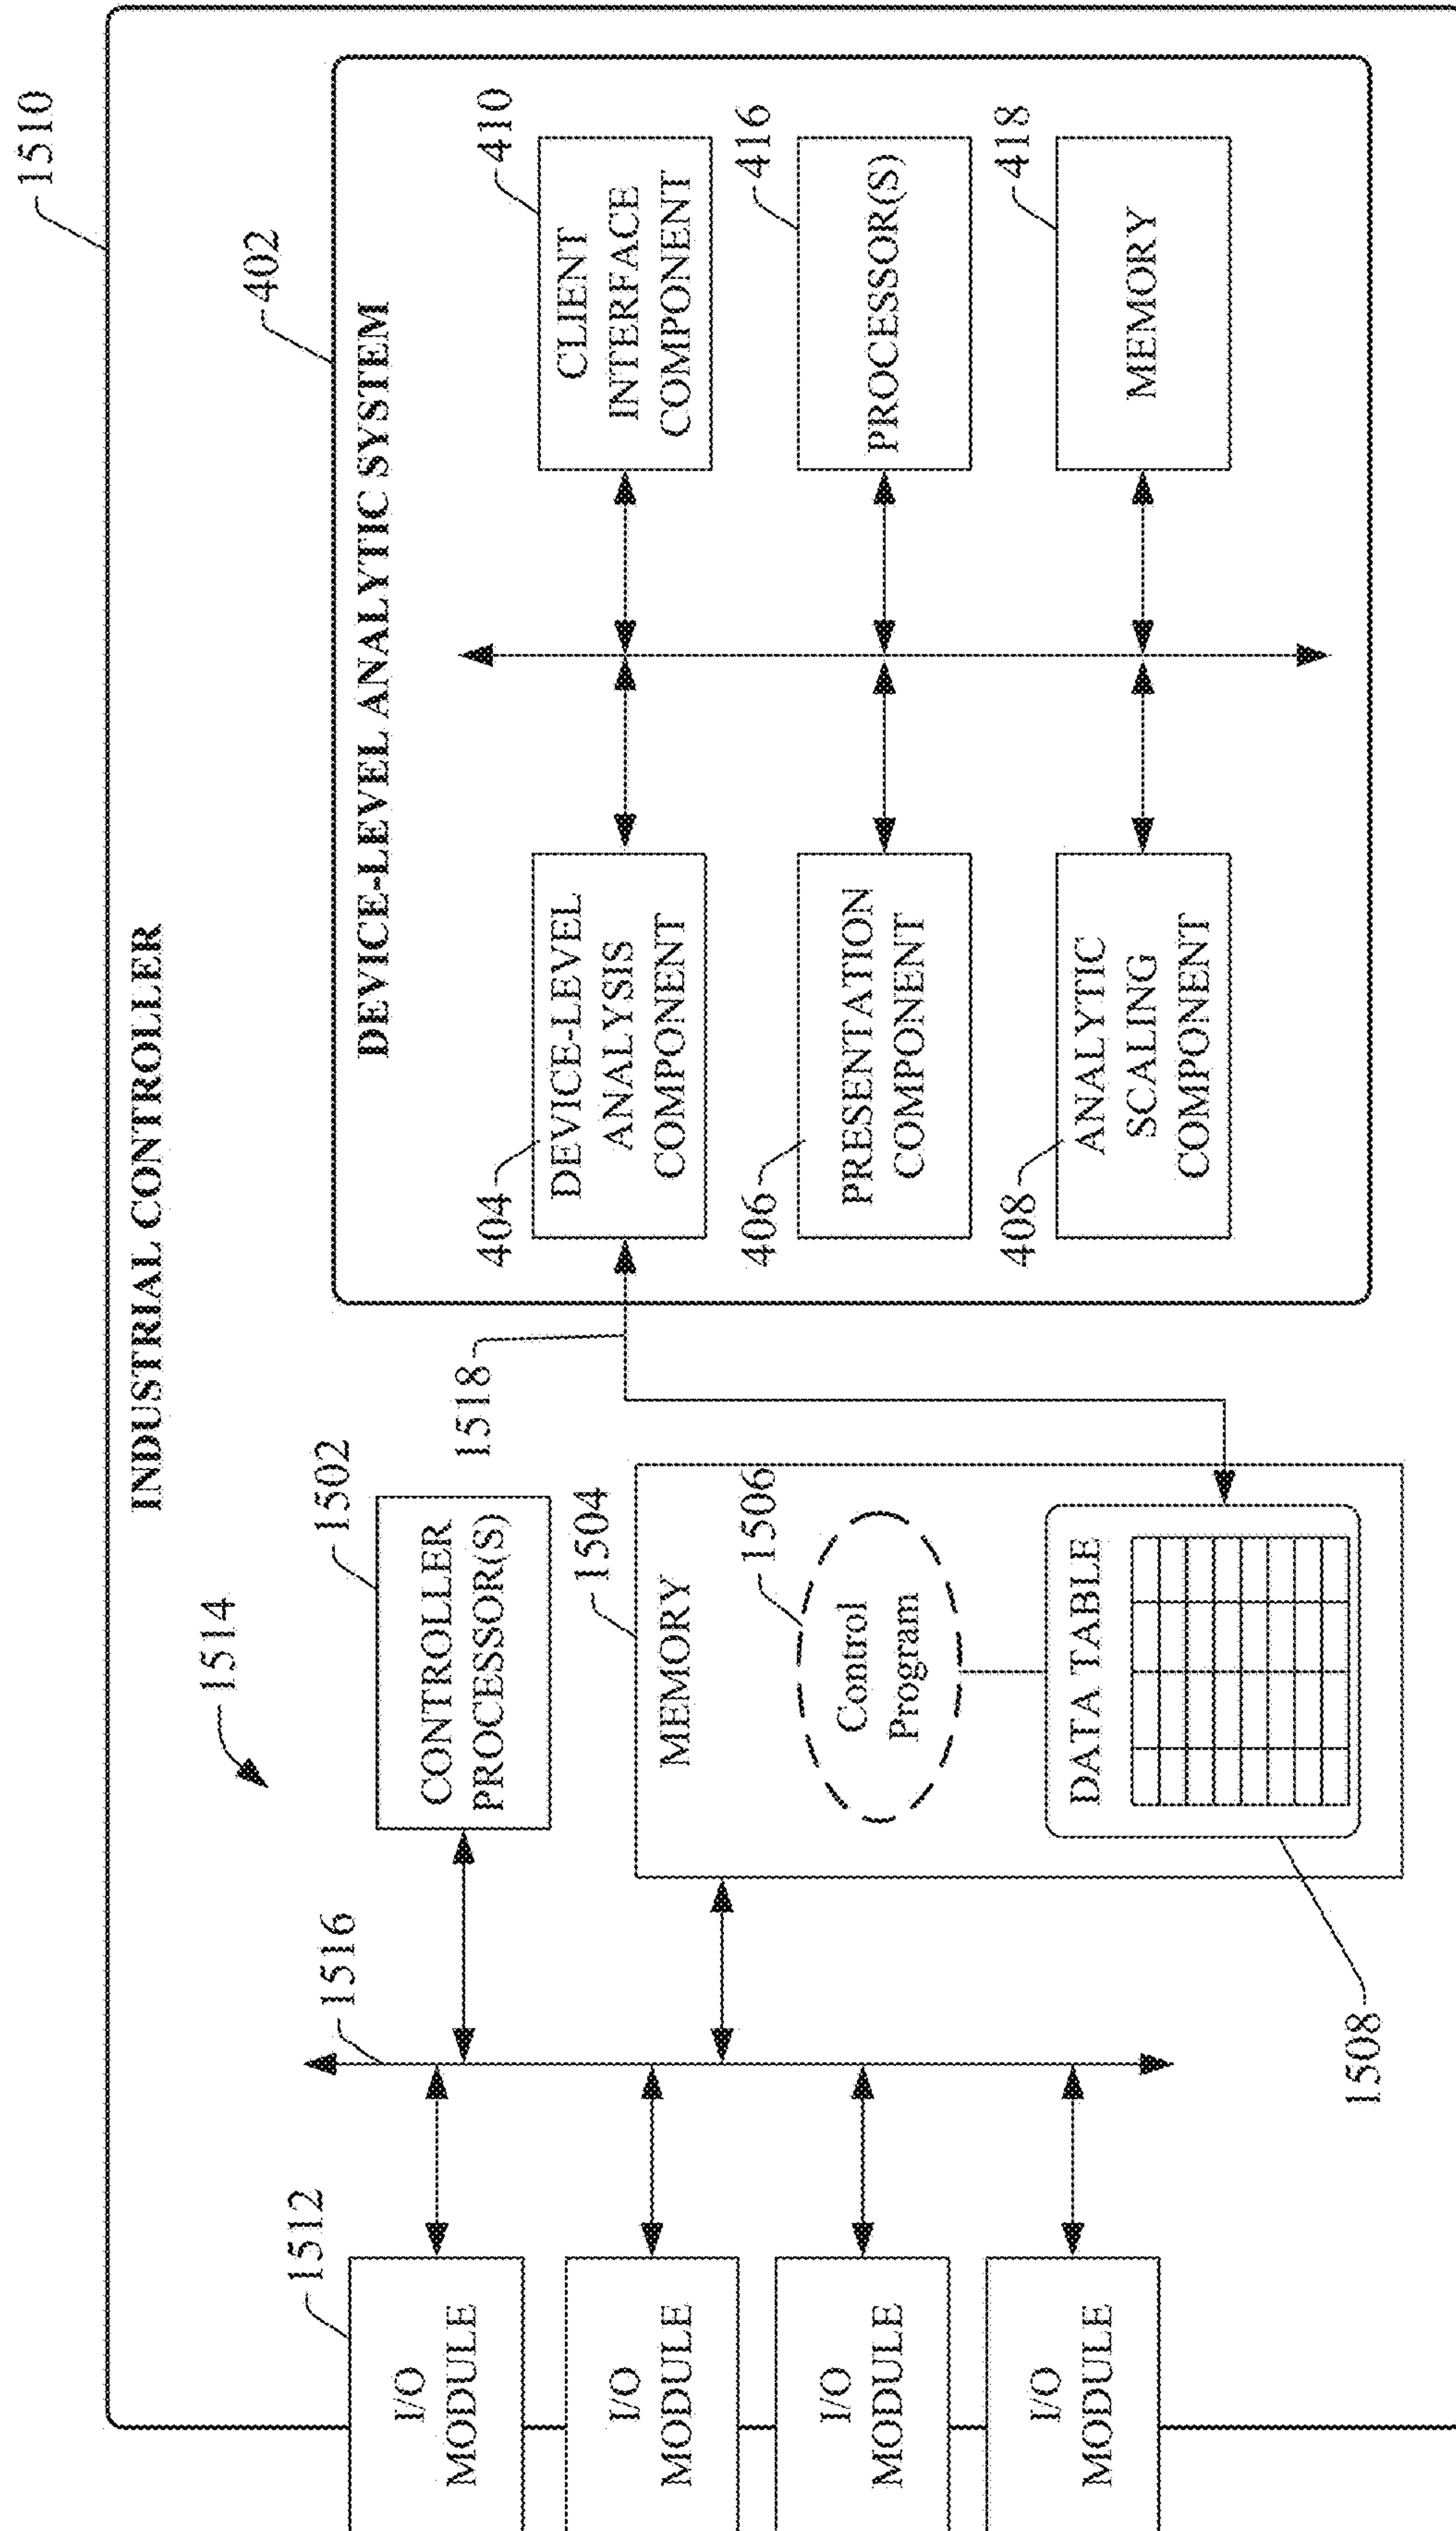 1510
INDUSTRIAL CONTROLLER
402
DEVICE-LEVEL ANALYTIC SYSTEM
1514
1512
I/O
MODULE
I/O
MODULE
I/O
MODULE
I/O
MODULE
1516
1502
CONTROLLER
PROCESSOR(S)
1504
MEMORY
1506
Control
Program
DATA TABLE
1508
1518
404
DEVICE-LEVEL
ANALYSIS
COMPONENT
406
PRESENTATION
COMPONENT
408
ANALYTIC
SCALING
COMPONENT
410
CLIENT
INTERFACE
COMPONENT
416
PROCESSOR(S)
418
MEMORY